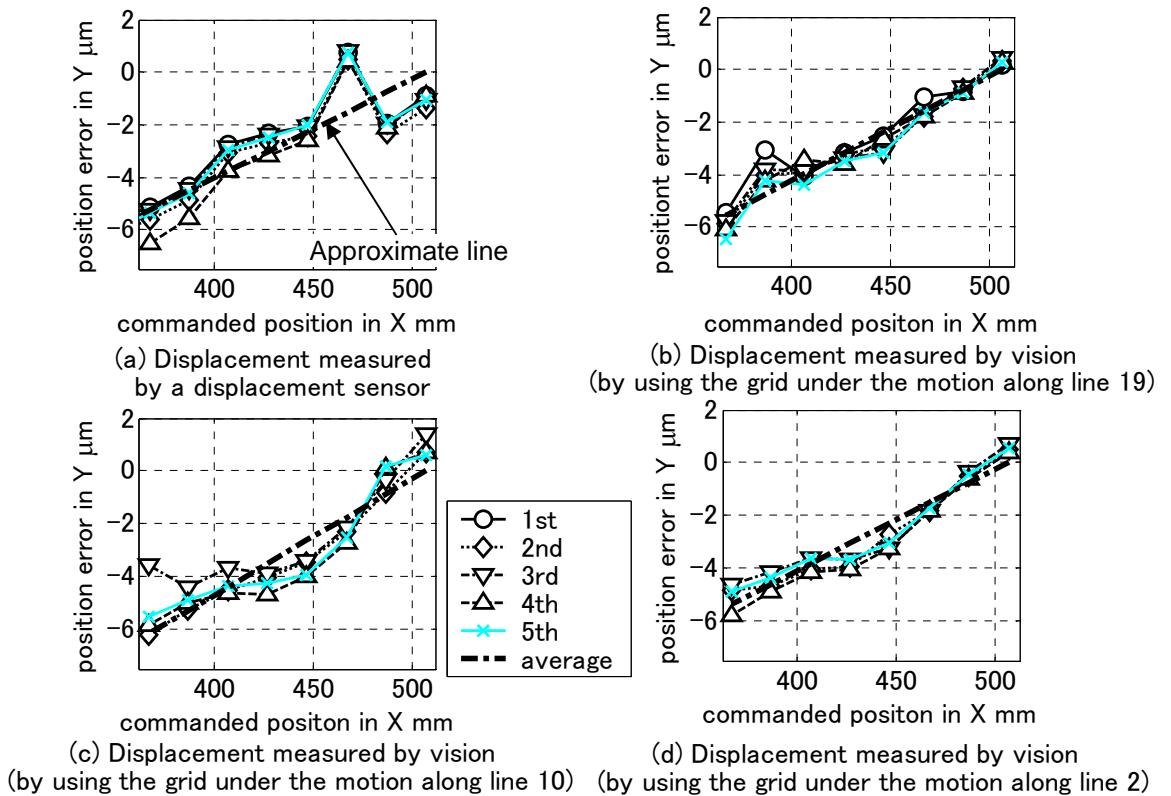 position error in Y μm
2
0
−2
−4
−6
400
450
500
Approximate line
commanded position in X mm
(a) Displacement measured
by a displacement sensor
positiont error in Y μm
2
0
−2
−4
−6
400
450
500
commanded positon in X mm
(b) Displacement measured by vision
(by using the grid under the motion along line 19)
position error in Y μm
2
0
−2
−4
−6
400
450
500
commanded positon in X mm
(c) Displacement measured by vision
(by using the grid under the motion along line 10)
1st
2nd
3rd
4th
5th
average
position error in Y μm
2
0
−2
−4
−6
400
450
500
commanded positon in X mm
(d) Displacement measured by vision
(by using the grid under the motion along line 2)